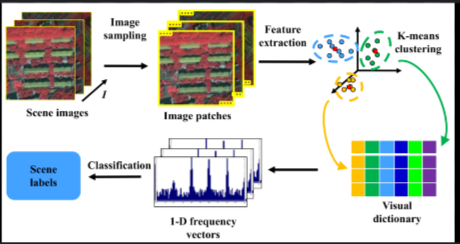 Image
sampling
Feature
extraction
K-means
clustering
Scene images
I
Image patches
Scene
labels
Classification
1-D frequency
vectors
Visual
dictionary